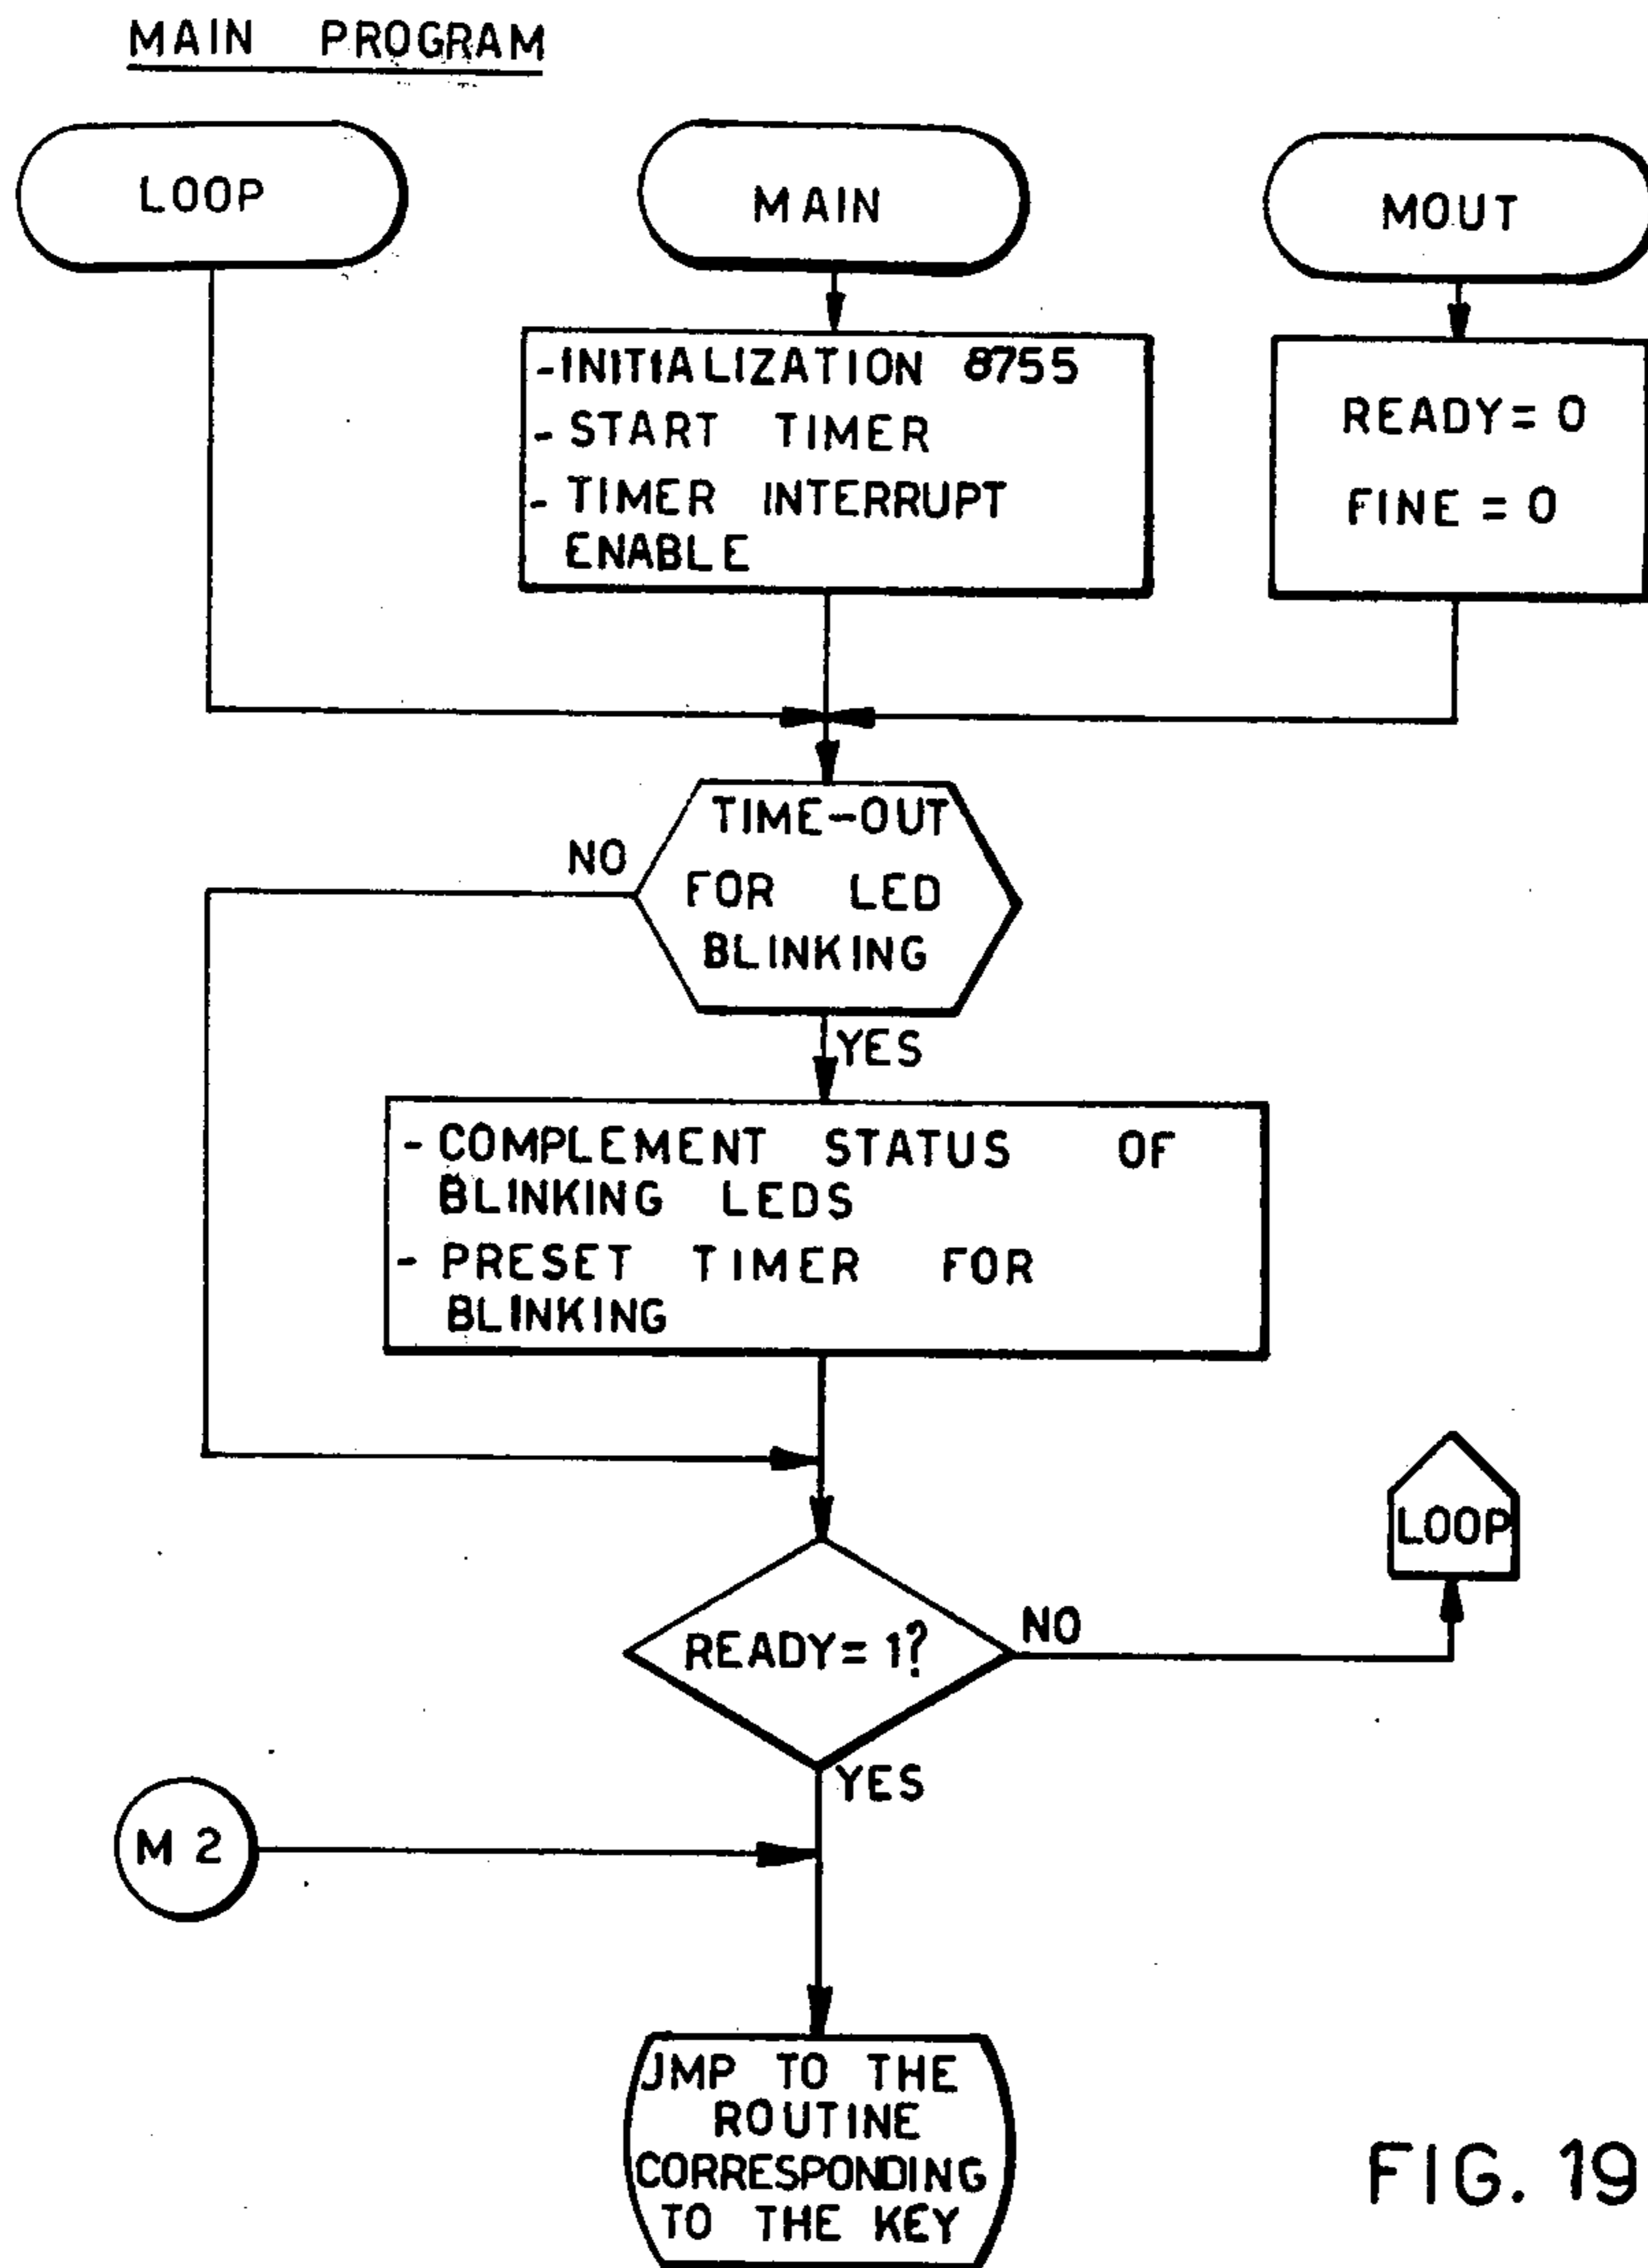 MAIN PROGRAM
LOOP
MAIN
MOUT
-INITIALIZATION 8755
- START TIMER
- TIMER INTERRUPT
ENABLE
READY= 0
FINE = 0
TIME-OUT
FOR LED
BLINKING
NO
YES
- COMPLEMENT STATUS OF
BLINKING LEDS
- PRESET TIMER FOR
BLINKING
LOOP
READY= 1?
NO
YES
M 2
JMP TO THE
ROUTINE
CORRESPONDING
TO THE KEY
FIG. 19